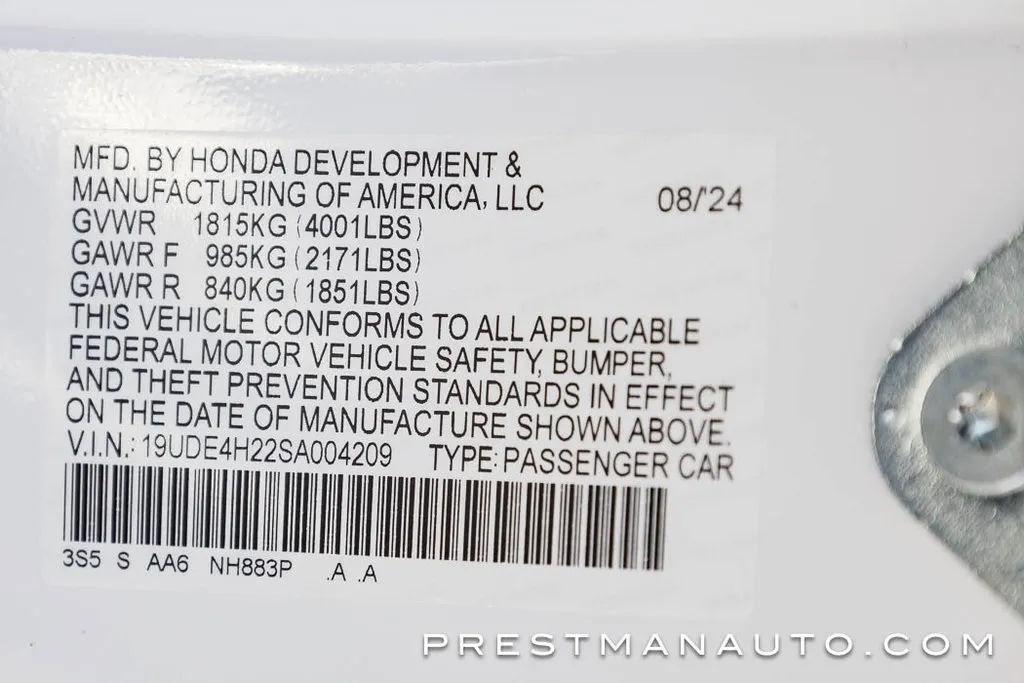 MFD. BY HONDA DEVELOPMENT &
MANUFACTURING OF AMERICA, LLC 08/'24
GVWR 1815KG (4001LBS)
GAWR F 985KG (2171LBS)
GAWR R 840KG (1851LBS)
THIS VEHICLE CONFORMS TO ALL APPLICABLE
FEDERAL MOTOR VEHICLE SAFETY, BUMPER,
AND THEFT PREVENTION STANDARDS IN EFFECT
ON THE DATE OF MANUFACTURE SHOWN ABOVE.
V.I.N.: 19UDE4H22SA004209 TYPE: PASSENGER CAR
3S5 S AA6 NH883P .A .A
PRESTMANAUTO.COM